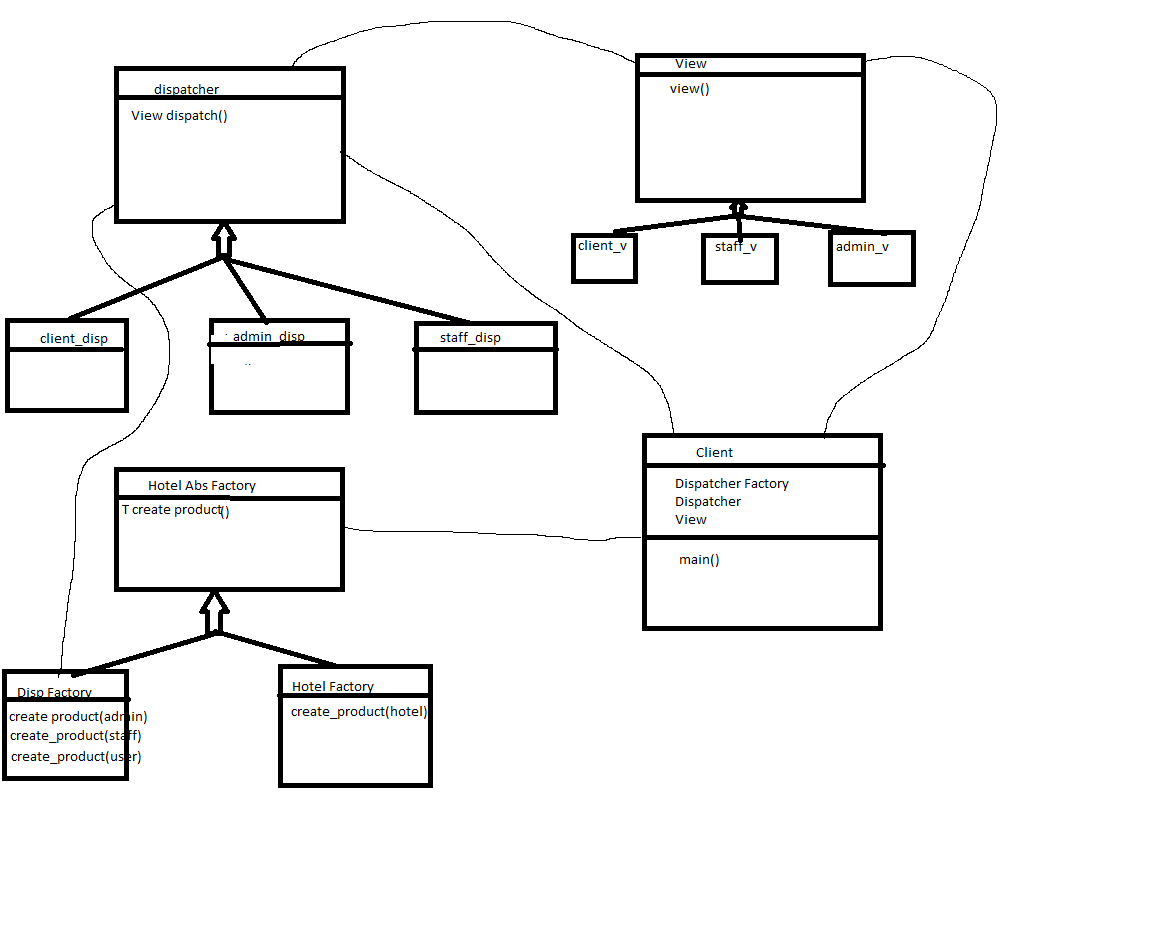 dispatcher
View dispatch()
View
view()
client_v
staff_v
admin_v
client_disp
admin_disp
staff_disp
Client
Dispatcher Factory
Dispatcher
View
main()
Hotel Abs Factory
T create product()
Disp Factory
create product(admin)
create_product(staff)
create_product(user)
Hotel Factory
create_product(hotel)